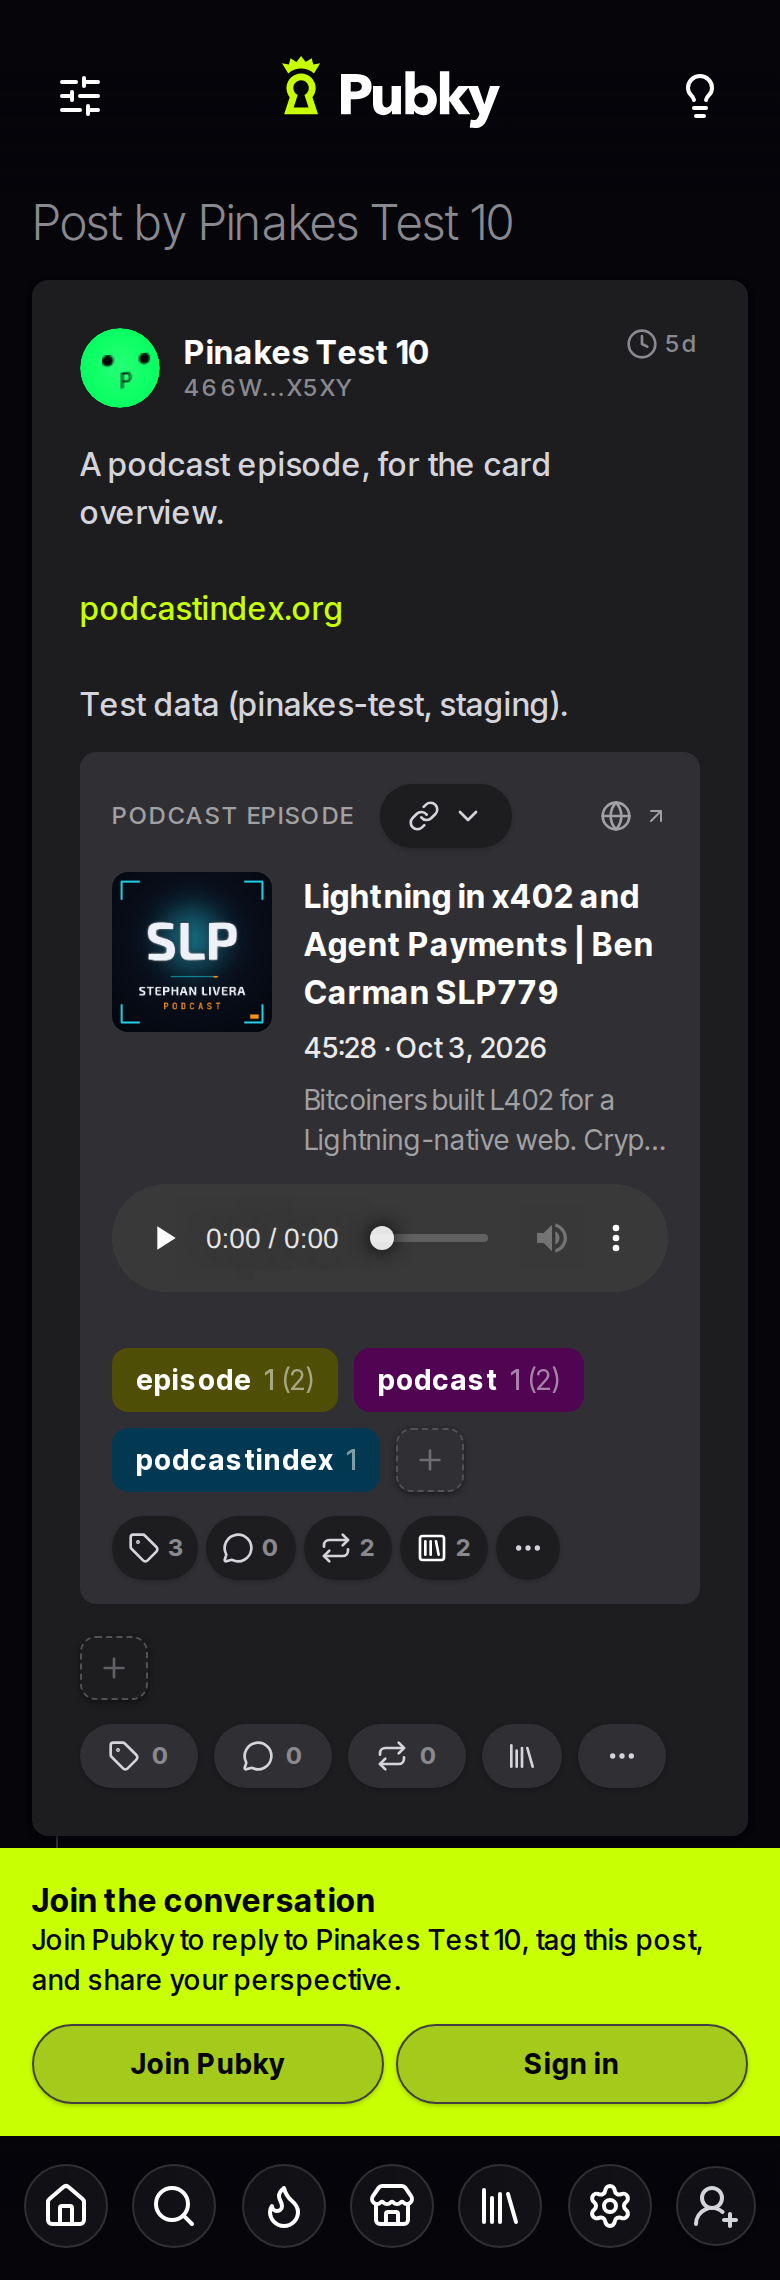 Pubky
Post by Pinakes Test 10
Pinakes Test 10
5d
466W...X5XY
P
A podcast episode, for the card
overview.
podcastindex.org
Test data (pinakes-test, staging).
PODCAST EPISODE
SLP
STEPHAN LIVERA
PODCAST
Lightning in x402 and
Agent Payments | Ben
Carman SLP779
45:28 · Oct 3, 2026
Bitcoiners built L402 for a
Lightning-native web. Cryp...
0:00 / 0:00
episode 1 (2) podcast 1 (2)
podcastindex 1
3 0 2 2
0 0 0
Join the conversation
Join Pubky to reply to Pinakes Test 10, tag this post,
and share your perspective.
Join Pubky Sign in